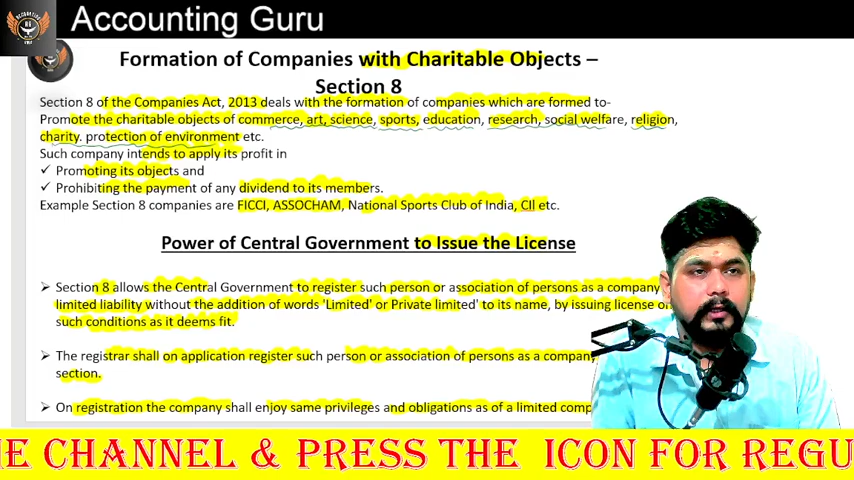 Accounting Guru
Formation of Companies with Charitable Objects –
Section 8
Section 8 of the Companies Act, 2013 deals with the formation of companies which are formed to-
Promote the charitable objects of commerce, art, science, sports, education, research, social welfare, religion,
charity. protection of environment etc.
Such company intends to apply its profit in
✓ Promoting its objects and
✓ Prohibiting the payment of any dividend to its members.
Example Section 8 companies are FICCI, ASSOCHAM, National Sports Club of India, CII etc.
Power of Central Government to Issue the License
➢ Section 8 allows the Central Government to register such person or association of persons as a company
limited liability without the addition of words 'Limited' or Private limited' to its name, by issuing license o
such conditions as it deems fit.
➢ The registrar shall on application register such person or association of persons as a company
section.
➢ On registration the company shall enjoy same privileges and obligations as of a limited comp
E CHANNEL & PRESS THE ICON FOR REGU